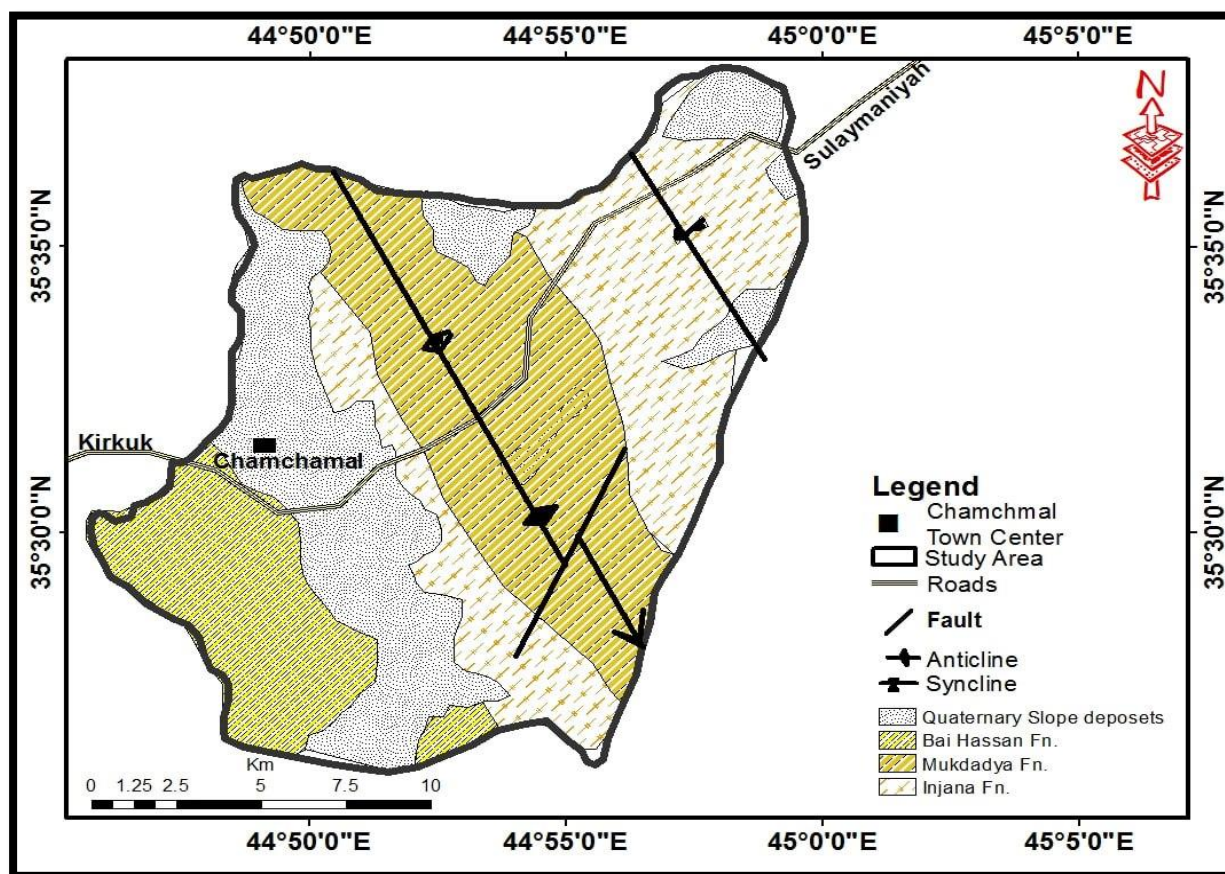 44°50'0"E 44°55'0"E 45°0'0"E 45°5'0"E
N
Sulaymaniyah
35°35'0"N 35°35'0"N
Kirkuk
Chamchamal
35°30'0"N 35°30'0"N
Legend
Chamchmal
Town Center
Study Area
Roads
Fault
Anticline
Syncline
Quaternary Slope deposets
Bai Hassan Fn.
Mukdadya Fn.
Injana Fn.
Km
0 1.25 2.5 5 7.5 10
44°50'0"E 44°55'0"E 45°0'0"E 45°5'0"E